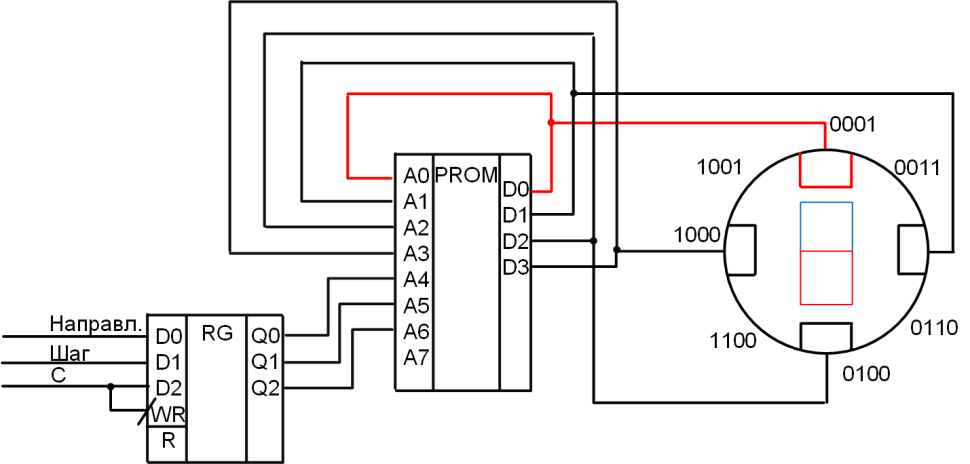 0001
A0 PROM D0
1001
0011
A1 D1
A2 D2
1000
A3 D3
A4
Направл.
D0 RG Q0
A5
0110
Шаг
D1 Q1
A6
1100
С
D2 Q2
A7
0100
WR
R